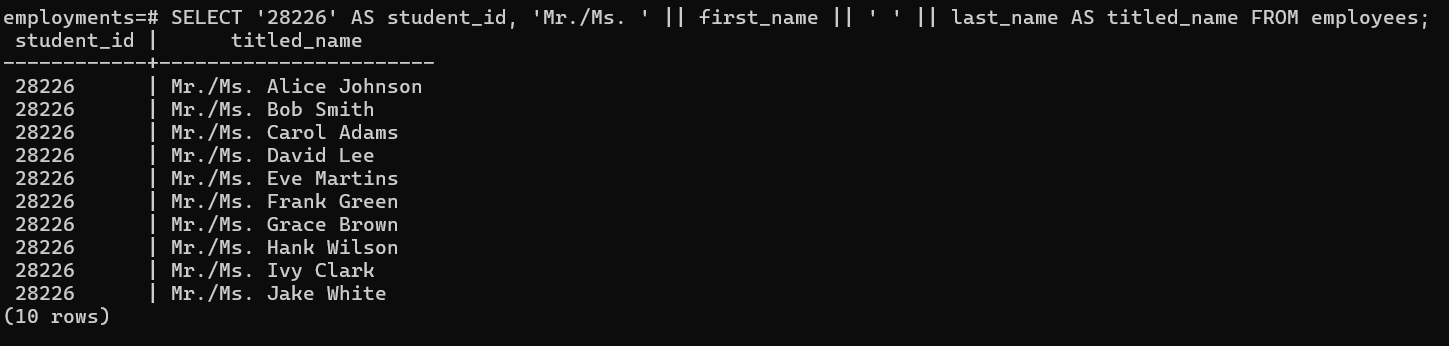 employments=# SELECT '28226' AS student_id, 'Mr./Ms. ' || first_name || ' ' || last_name AS titled_name FROM employees;
 student_id |      titled_name
------------+-----------------------
 28226      | Mr./Ms. Alice Johnson
 28226      | Mr./Ms. Bob Smith
 28226      | Mr./Ms. Carol Adams
 28226      | Mr./Ms. David Lee
 28226      | Mr./Ms. Eve Martins
 28226      | Mr./Ms. Frank Green
 28226      | Mr./Ms. Grace Brown
 28226      | Mr./Ms. Hank Wilson
 28226      | Mr./Ms. Ivy Clark
 28226      | Mr./Ms. Jake White
(10 rows)